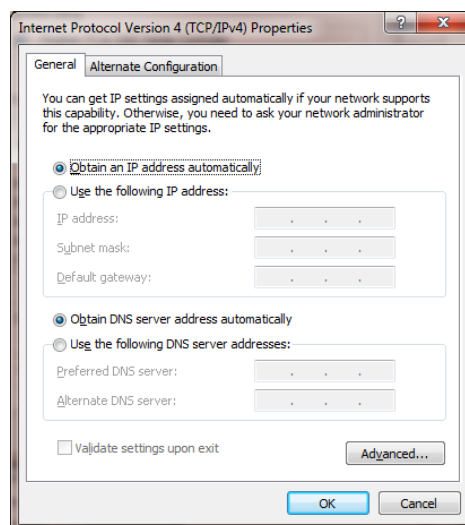 Internet Protocol Version 4 (TCP/IPv4) Properties
General
Alternate Configuration
You can get IP settings assigned automatically if your network supports
this capability. Otherwise, you need to ask your network administrator
for the appropriate IP settings.
Obtain an IP address automatically
Use the following IP address:
IP address:
Subnet mask:
Default gateway:
Obtain DNS server address automatically
Use the following DNS server addresses:
Preferred DNS server:
Alternate DNS server:
Validate settings upon exit
Advanced...
OK
Cancel